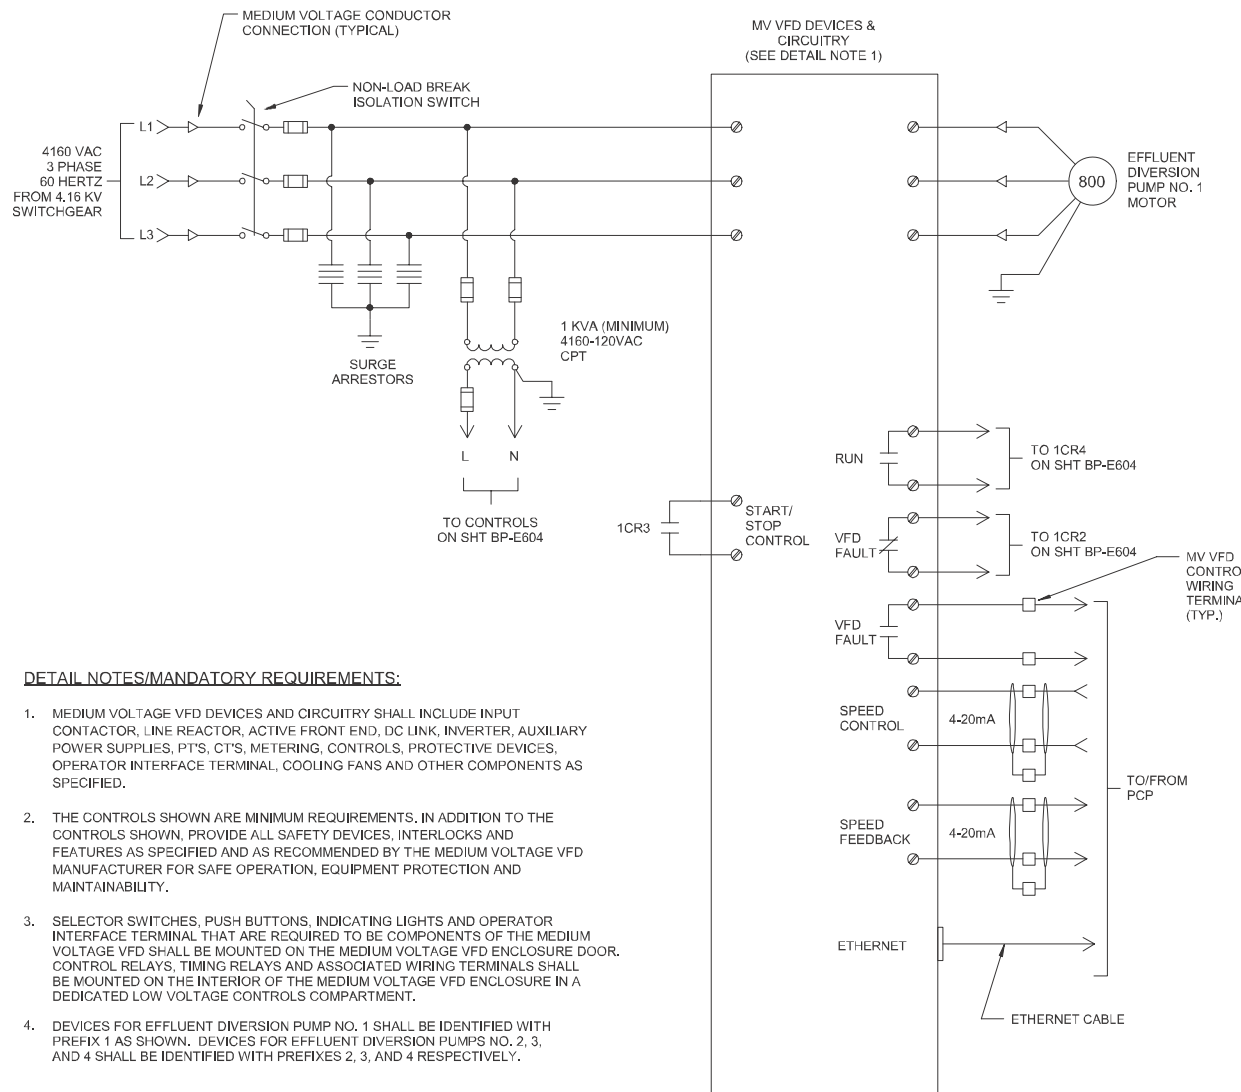 MEDIUM VOLTAGE CONDUCTOR
CONNECTION (TYPICAL)
MV VFD DEVICES &
CIRCUITRY
(SEE DETAIL NOTE 1)
NON-LOAD BREAK
ISOLATION SWITCH
L1
L2
L3
4160 VAC
3 PHASE
60 HERTZ
FROM 4.16 KV
SWITCHGEAR
800
EFFLUENT
DIVERSION
PUMP NO. 1
MOTOR
1 KVA (MINIMUM)
4160-120VAC
CPT
SURGE
ARRESTORS
L N
TO CONTROLS
ON SHT BP-E604
1CR3
START/
STOP
CONTROL
RUN
TO 1CR4
ON SHT BP-E604
VFD
FAULT
TO 1CR2
ON SHT BP-E604
MV VFD
CONTRO
WIRING
TERMINA
(TYP.)
VFD
FAULT
SPEED
CONTROL
4-20mA
TO/FROM
PCP
SPEED
FEEDBACK
4-20mA
ETHERNET
ETHERNET CABLE
DETAIL NOTES/MANDATORY REQUIREMENTS:
1. MEDIUM VOLTAGE VFD DEVICES AND CIRCUITRY SHALL INCLUDE INPUT
CONTACTOR, LINE REACTOR, ACTIVE FRONT END, DC LINK, INVERTER, AUXILIARY
POWER SUPPLIES, PT'S, CT'S, METERING, CONTROLS, PROTECTIVE DEVICES,
OPERATOR INTERFACE TERMINAL, COOLING FANS AND OTHER COMPONENTS AS
SPECIFIED.
2. THE CONTROLS SHOWN ARE MINIMUM REQUIREMENTS. IN ADDITION TO THE
CONTROLS SHOWN, PROVIDE ALL SAFETY DEVICES, INTERLOCKS AND
FEATURES AS SPECIFIED AND AS RECOMMENDED BY THE MEDIUM VOLTAGE VFD
MANUFACTURER FOR SAFE OPERATION, EQUIPMENT PROTECTION AND
MAINTAINABILITY.
3. SELECTOR SWITCHES, PUSH BUTTONS, INDICATING LIGHTS AND OPERATOR
INTERFACE TERMINAL THAT ARE REQUIRED TO BE COMPONENTS OF THE MEDIUM
VOLTAGE VFD SHALL BE MOUNTED ON THE MEDIUM VOLTAGE VFD ENCLOSURE DOOR.
CONTROL RELAYS, TIMING RELAYS AND ASSOCIATED WIRING TERMINALS SHALL
BE MOUNTED ON THE INTERIOR OF THE MEDIUM VOLTAGE VFD ENCLOSURE IN A
DEDICATED LOW VOLTAGE CONTROLS COMPARTMENT.
4. DEVICES FOR EFFLUENT DIVERSION PUMP NO. 1 SHALL BE IDENTIFIED WITH
PREFIX 1 AS SHOWN. DEVICES FOR EFFLUENT DIVERSION PUMPS NO. 2, 3,
AND 4 SHALL BE IDENTIFIED WITH PREFIXES 2, 3, AND 4 RESPECTIVELY.